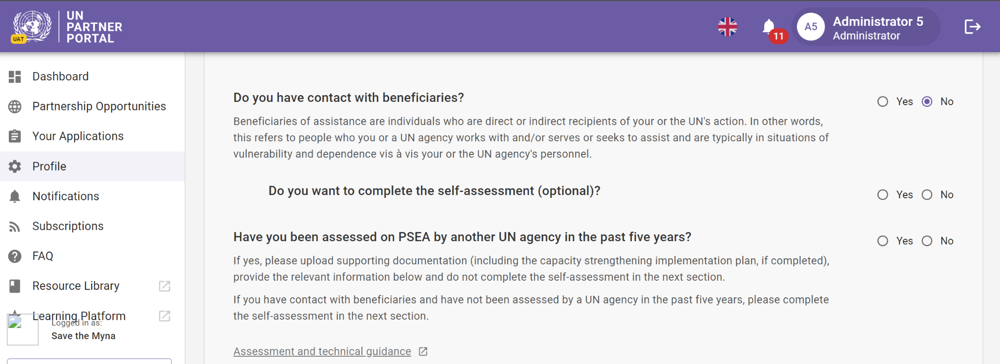 UN
PARTNER
PORTAL
UAT
11
A5
Administrator 5
Administrator
Dashboard
Partnership Opportunities
Your Applications
Profile
Notifications
Subscriptions
FAQ
Resource Library
Learning Platform
Logged in as:
Save the Myna
Do you have contact with beneficiaries?
Yes No
Beneficiaries of assistance are individuals who are direct or indirect recipients of your or the UN's action. In other words,
this refers to people who you or a UN agency works with and/or serves or seeks to assist and are typically in situations of
vulnerability and dependence vis à vis your or the UN agency's personnel.
Do you want to complete the self-assessment (optional)?
Yes No
Have you been assessed on PSEA by another UN agency in the past five years?
Yes No
If yes, please upload supporting documentation (including the capacity strengthening implementation plan, if completed),
provide the relevant information below and do not complete the self-assessment in the next section.
If you have contact with beneficiaries and have not been assessed by a UN agency in the past five years, please complete
the self-assessment in the next section.
Assessment and technical guidance